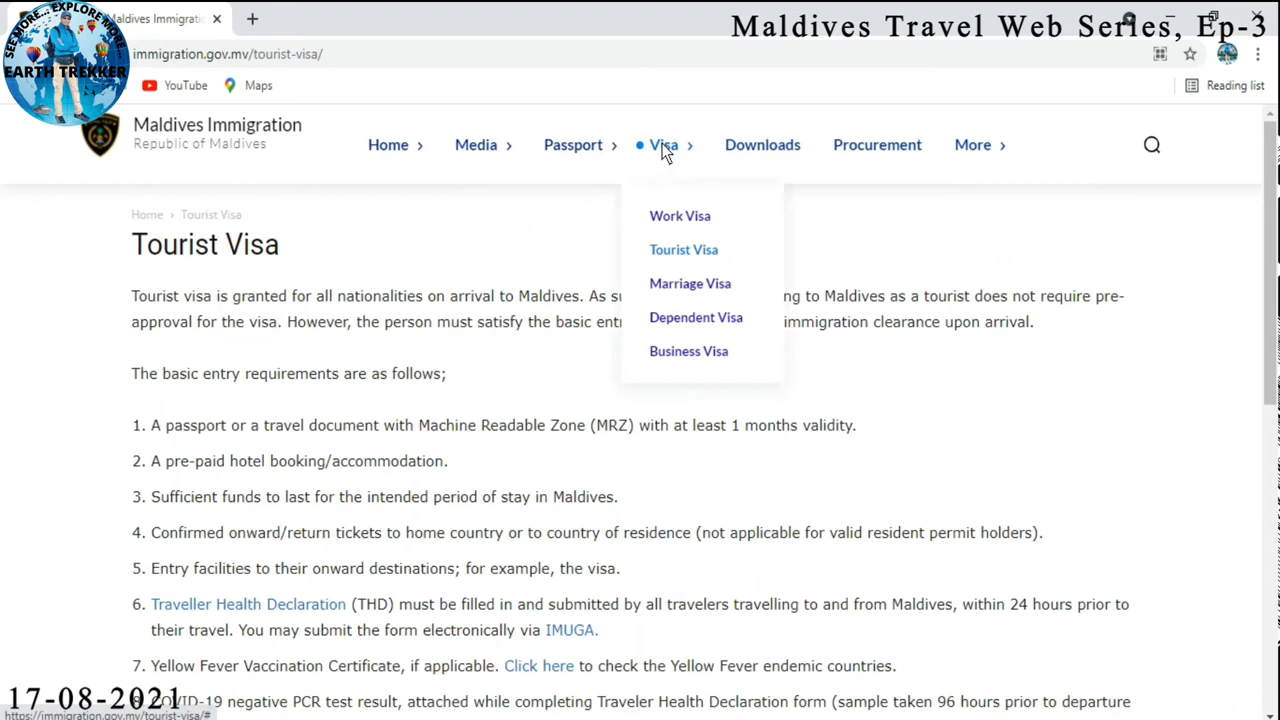 Maldives Immigrati
Maldives Travel Web Series, Ep-3
SEE MORE... EXPLORE MORE...
EARTH TREKKER
immigration.gov.mv/tourist-visa/
YouTube
Maps
Reading list
Maldives Immigration
Republic of Maldives
Home
Media
Passport
Visa
Downloads
Procurement
More
Work Visa
Tourist Visa
Marriage Visa
Dependent Visa
Business Visa
Home › Tourist Visa
Tourist Visa
Tourist visa is granted for all nationalities on arrival to Maldives. As su ng to Maldives as a tourist does not require pre-
approval for the visa. However, the person must satisfy the basic ent immigration clearance upon arrival.
The basic entry requirements are as follows;
1. A passport or a travel document with Machine Readable Zone (MRZ) with at least 1 months validity.
2. A pre-paid hotel booking/accommodation.
3. Sufficient funds to last for the intended period of stay in Maldives.
4. Confirmed onward/return tickets to home country or to country of residence (not applicable for valid resident permit holders).
5. Entry facilities to their onward destinations; for example, the visa.
6. Traveller Health Declaration (THD) must be filled in and submitted by all travelers travelling to and from Maldives, within 24 hours prior to
their travel. You may submit the form electronically via IMUGA.
7. Yellow Fever Vaccination Certificate, if applicable. Click here to check the Yellow Fever endemic countries.
COVID-19 negative PCR test result, attached while completing Traveller Health Declaration form (sample taken 96 hours prior to departure
17-08-2021
https://immigration.gov.mv/tourist-visa/#